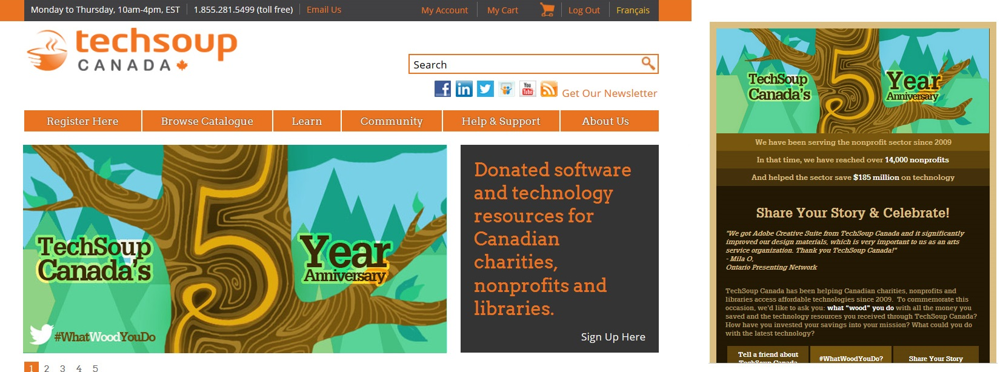 Monday to Thursday, 10am-4pm, EST 1.855.281.5499 (toll free) Email Us My Account My Cart Log Out Français
techsoup
CANADA
Search
You Tube
Get Our Newsletter
Register Here Browse Catalogue Learn Community Help & Support About Us
TechSoup
Canada's
5
Year
Anniversary
#WhatWoodYouDo
Donated software
and technology
resources for
Canadian
charities,
nonprofits and
libraries.
Sign Up Here
1 2 3 4 5
TechSoup
Canada's
5
Year
Anniversary
We have been serving the nonprofit sector since 2009
In that time, we have reached over 14,000 nonprofits
And helped the sector save $185 million on technology
Share Your Story & Celebrate!
"We got Adobe Creative Suite from TechSoup Canada and it significantly
improved our design materials, which is very important to us as an arts
service organization. Thank you TechSoup Canada!"
- Mila O,
Ontario Presenting Network
TechSoup Canada has been helping Canadian charities, nonprofits and
libraries access affordable technologies since 2009. To commemorate this
occasion, we'd like to ask you: what “wood” you do with all the money you
saved and the technology resources you received through TechSoup Canada?
How have you invested your savings into your mission? What could you do
with the latest technology?
Tell a friend about
TechSoup Canada
#WhatWoodYouDo?
Share Your Story